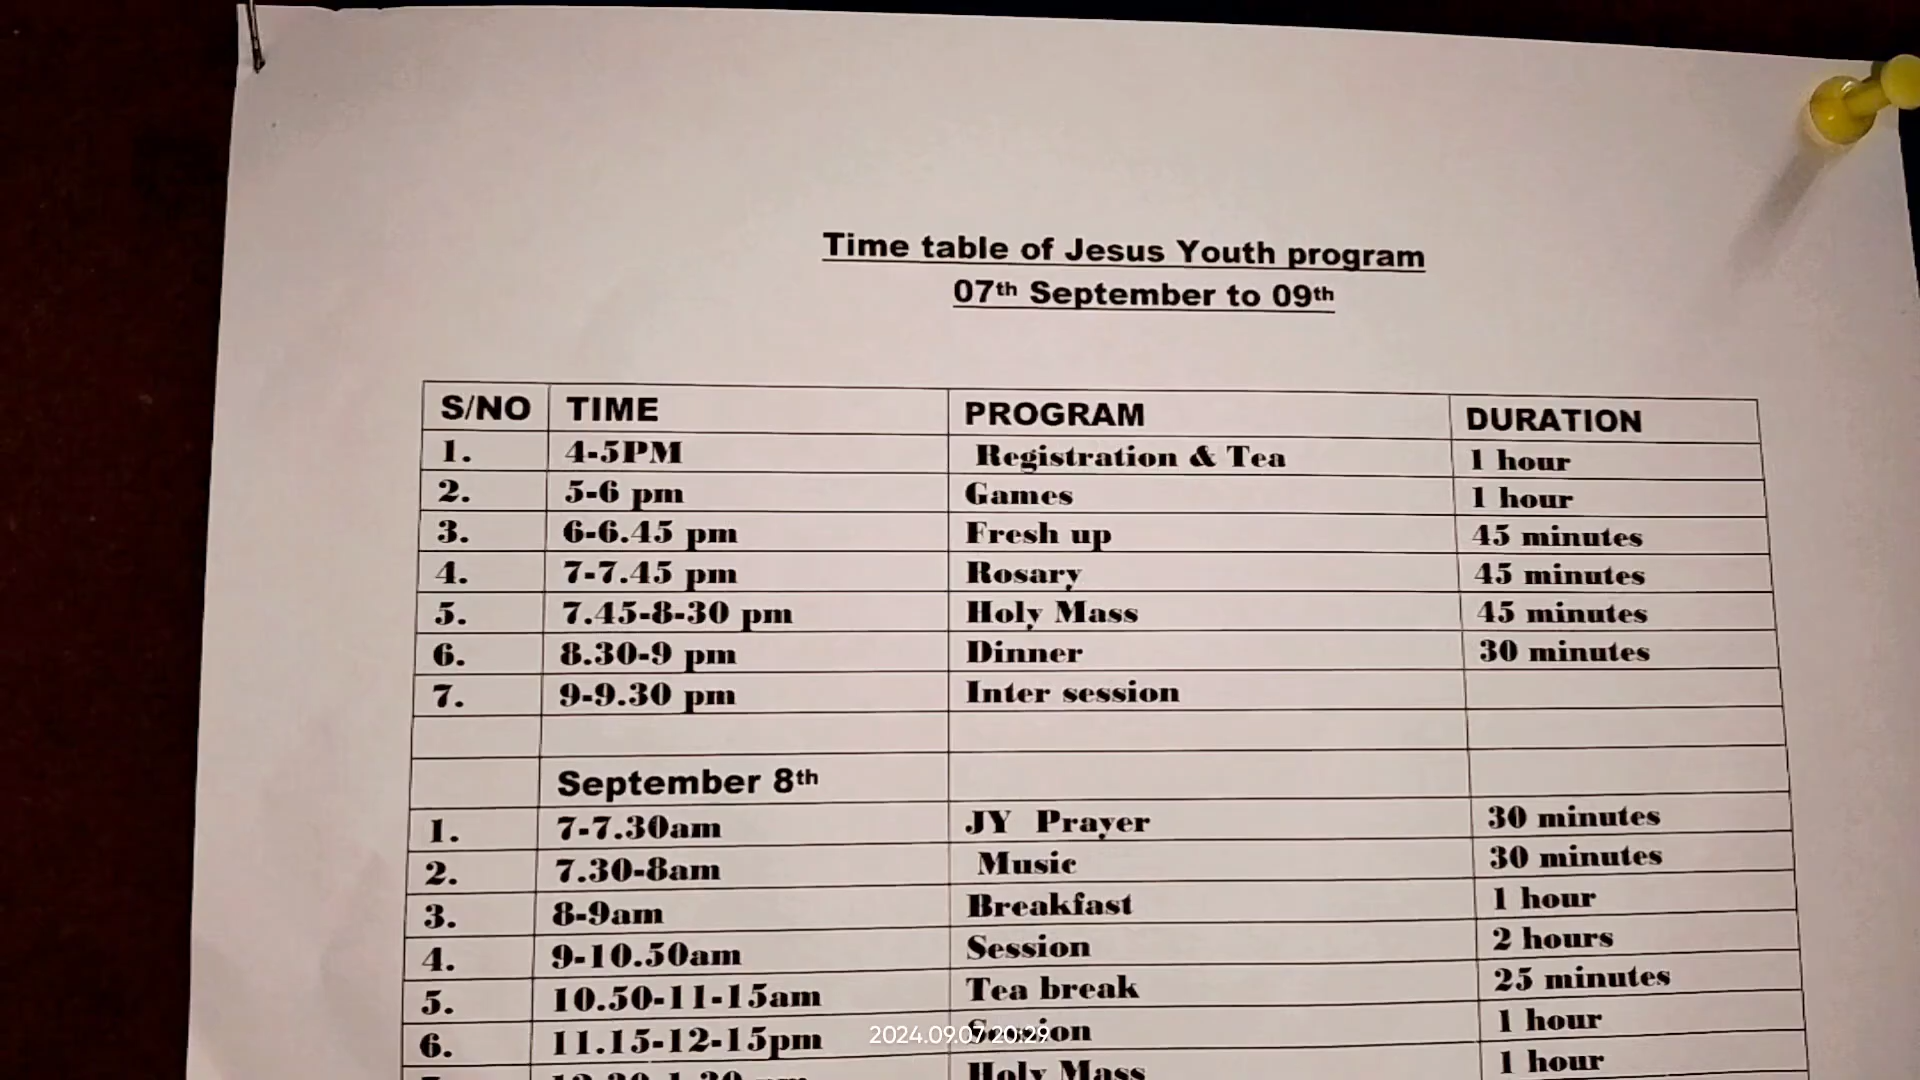 Time table of Jesus Youth program
07th September to 09th
S/NO TIME PROGRAM DURATION
1. 4-5PM Registration & Tea 1 hour
2. 5-6 pm Games 1 hour
3. 6-6.45 pm Fresh up 45 minutes
4. 7-7.45 pm Rosary 45 minutes
5. 7.45-8-30 pm Holy Mass 45 minutes
6. 8.30-9 pm Dinner 30 minutes
7. 9-9.30 pm Inter session
September 8th
1. 7-7.30am JY Prayer 30 minutes
2. 7.30-8am Music 30 minutes
3. 8-9am Breakfast 1 hour
4. 9-10.50am Session 2 hours
5. 10.50-11-15am Tea break 25 minutes
6. 11.15-12-15pm Session 1 hour
Holy Mass 1 hour
2024.09.07 20:29